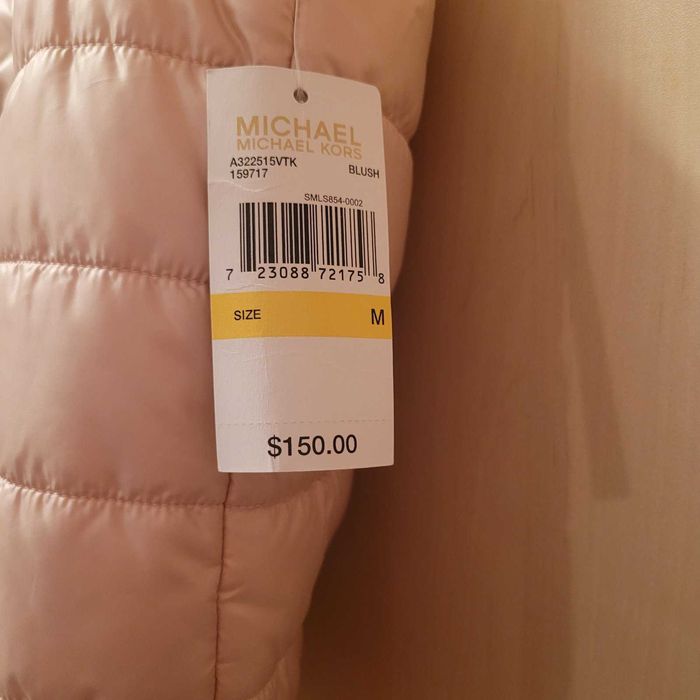 MICHAEL
MICHAEL KORS
A322515VTK
159717 BLUSH
SMLS854-0002
7 23088 72175 8
SIZE M
$150.00